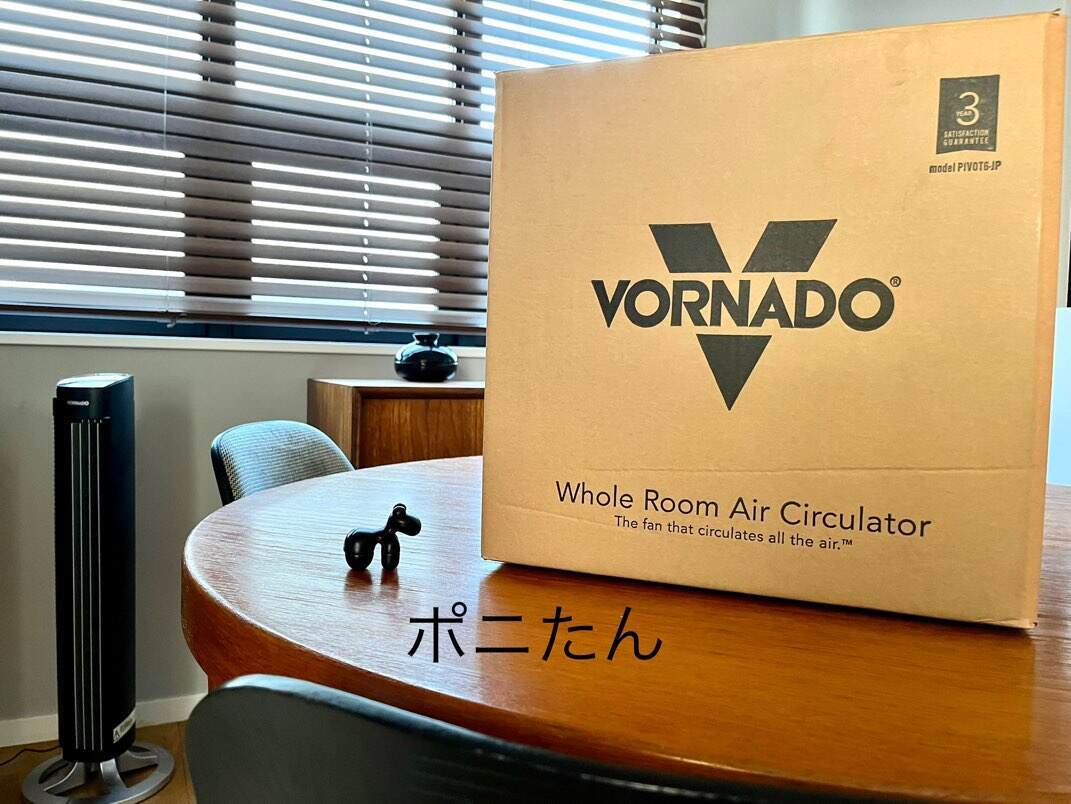 3
YEAR
SATISFACTION
GUARANTEE
model PIVOT6-JP
VORNADO®
Whole Room Air Circulator
The fan that circulates all the air.™
VORNADO
ポニたん